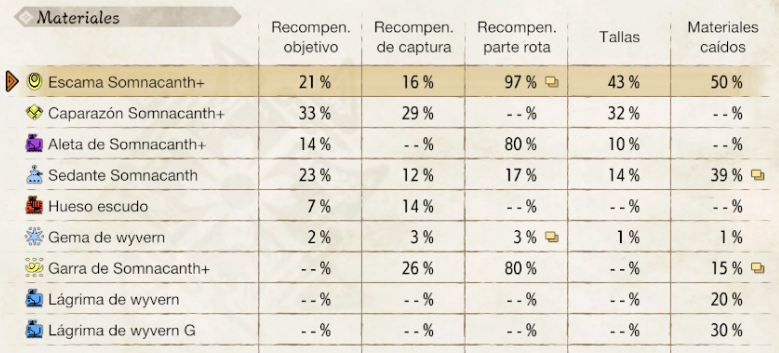 Materiales
Recompen. objetivo Recompen. de captura Recompen. parte rota Tallas Materiales caídos
Escama Somnacanth+ 21 % 16 % 97 % 43 % 50 %
Caparazón Somnacanth+ 33 % 29 % --% 32 % --%
Aleta de Somnacanth+ 14 % --% 80 % 10 % --%
Sedante Somnacanth 23 % 12 % 17 % 14 % 39 %
Hueso escudo 7 % 14 % --% --% --%
Gema de wyvern 2 % 3 % 3 % 1 % 1 %
Garra de Somnacanth+ --% 26 % 80 % --% 15 %
Lágrima de wyvern --% --% --% --% 20 %
Lágrima de wyvern G --% --% --% --% 30 %